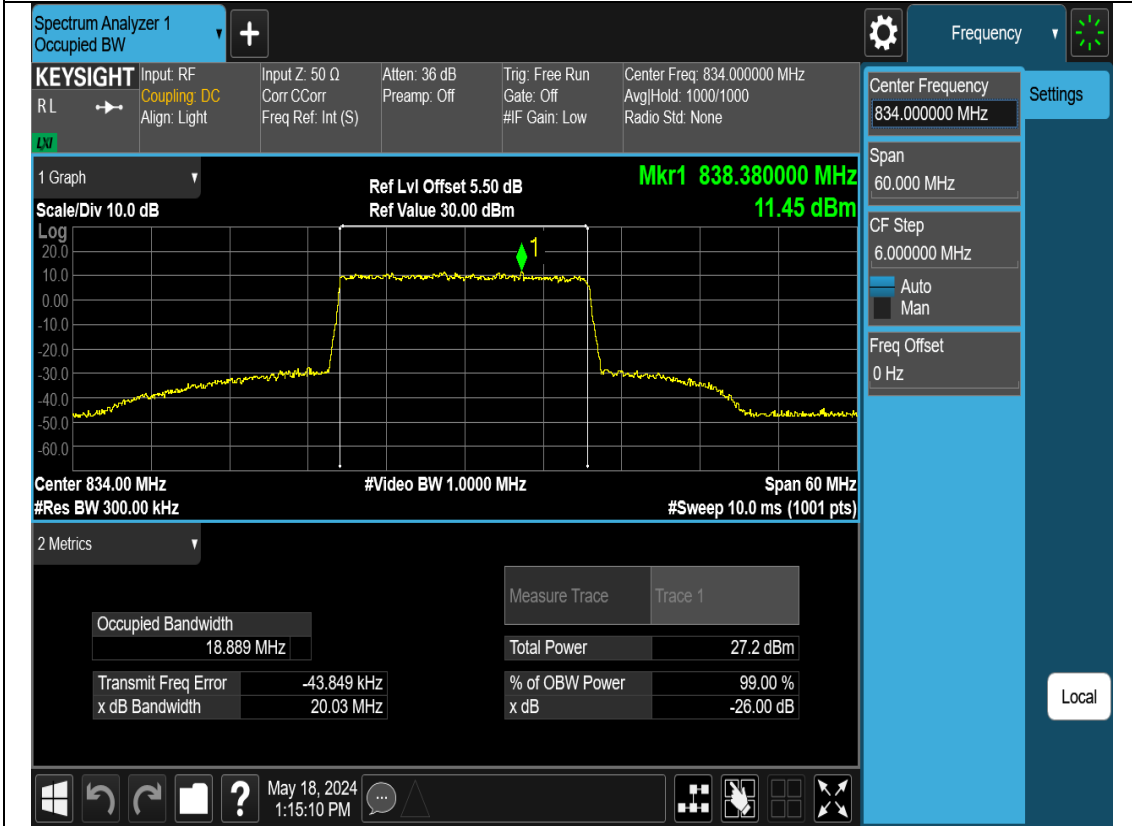 Spectrum Analyzer 1
Occupied BW
+
Frequency
KEYSIGHT
R L
LXI
Input: RF
Coupling: DC
Align: Light
Input Z: 50 Ω
Corr CCorr
Freq Ref: Int (S)
Atten: 36 dB
Preamp: Off
Trig: Free Run
Gate: Off
#IF Gain: Low
Center Freq: 834.000000 MHz
Avg|Hold: 1000/1000
Radio Std: None
Center Frequency
834.000000 MHz
Settings
Span
60.000 MHz
CF Step
6.000000 MHz
Auto
Man
Freq Offset
0 Hz
Local
1 Graph
Scale/Div 10.0 dB
Ref Lvl Offset 5.50 dB
Ref Value 30.00 dBm
Mkr1 838.380000 MHz
11.45 dBm
Log
20.0
10.0
0.00
-10.0
-20.0
-30.0
-40.0
-50.0
-60.0
1
Center 834.00 MHz
#Res BW 300.00 kHz
#Video BW 1.0000 MHz
Span 60 MHz
#Sweep 10.0 ms (1001 pts)
2 Metrics
Measure Trace Trace 1
Occupied Bandwidth
18.889 MHz
Total Power 27.2 dBm
Transmit Freq Error -43.849 kHz
% of OBW Power 99.00 %
x dB Bandwidth 20.03 MHz
x dB -26.00 dB
?
May 18, 2024
1:15:10 PM